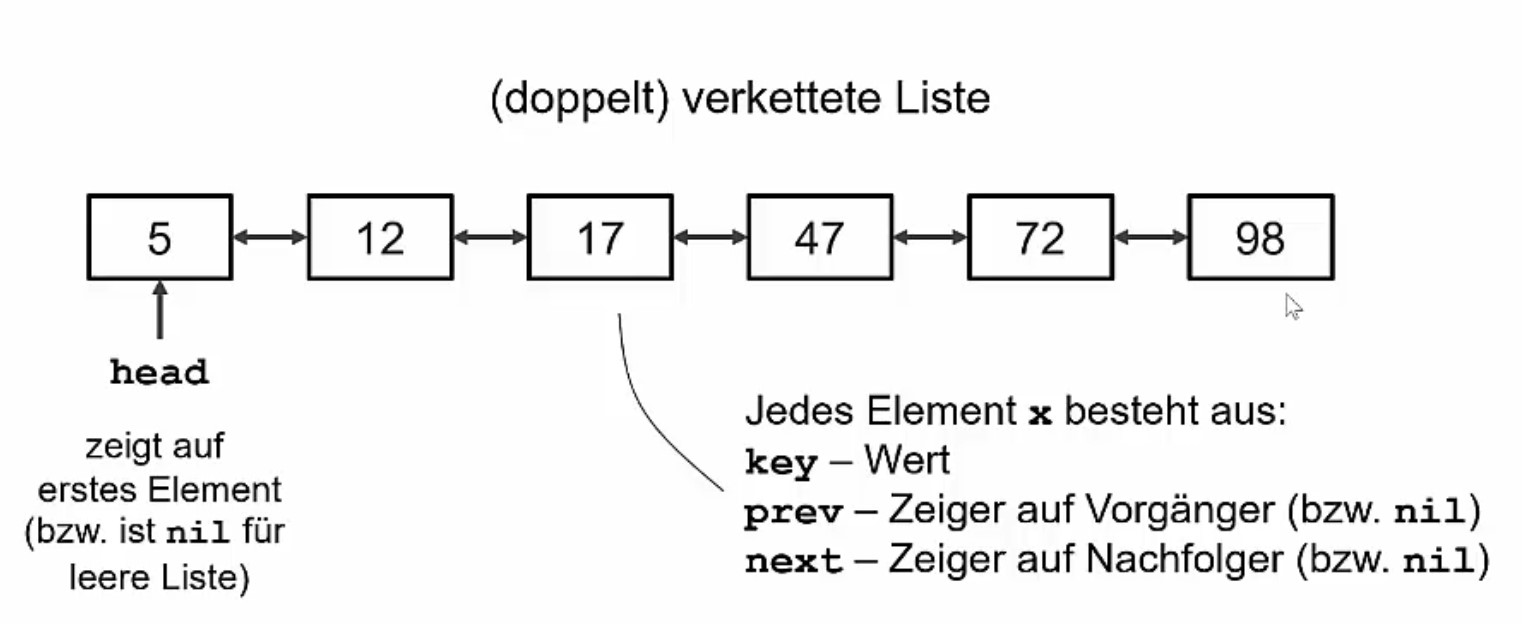 (doppelt) verkettete Liste
5 12 17 47 72 98
head
zeigt auf
erstes Element
(bzw. ist nil für
leere Liste)
Jedes Element x besteht aus:
key – Wert
prev – Zeiger auf Vorgänger (bzw. nil)
next – Zeiger auf Nachfolger (bzw. nil)